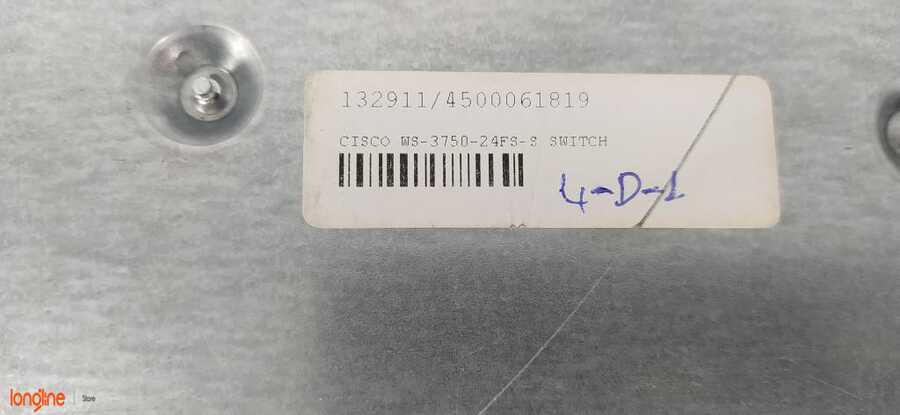 132911/4500061819
CISCO WS-3750-24FS-S SWITCH
4-D-1
longline Store